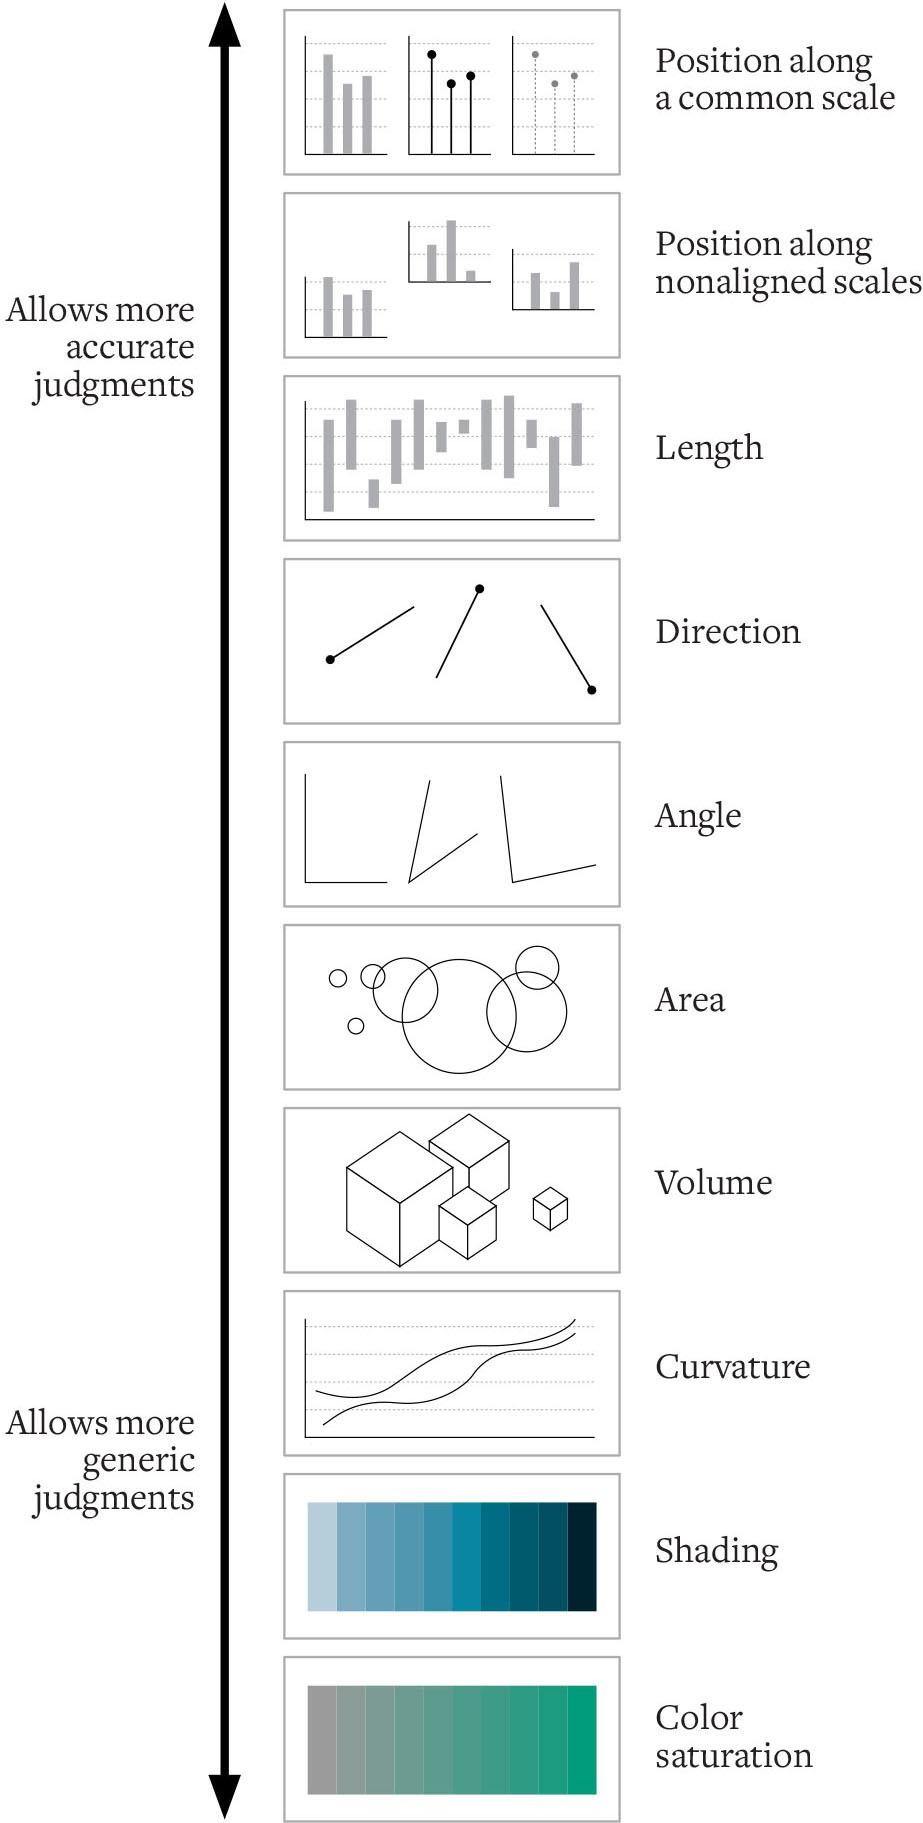 Position along
a common scale
Position along
nonaligned scales
Allows more
accurate
judgments
Length
Direction
Angle
Area
Volume
Curvature
Allows more
generic
judgments
Shading
Color
saturation